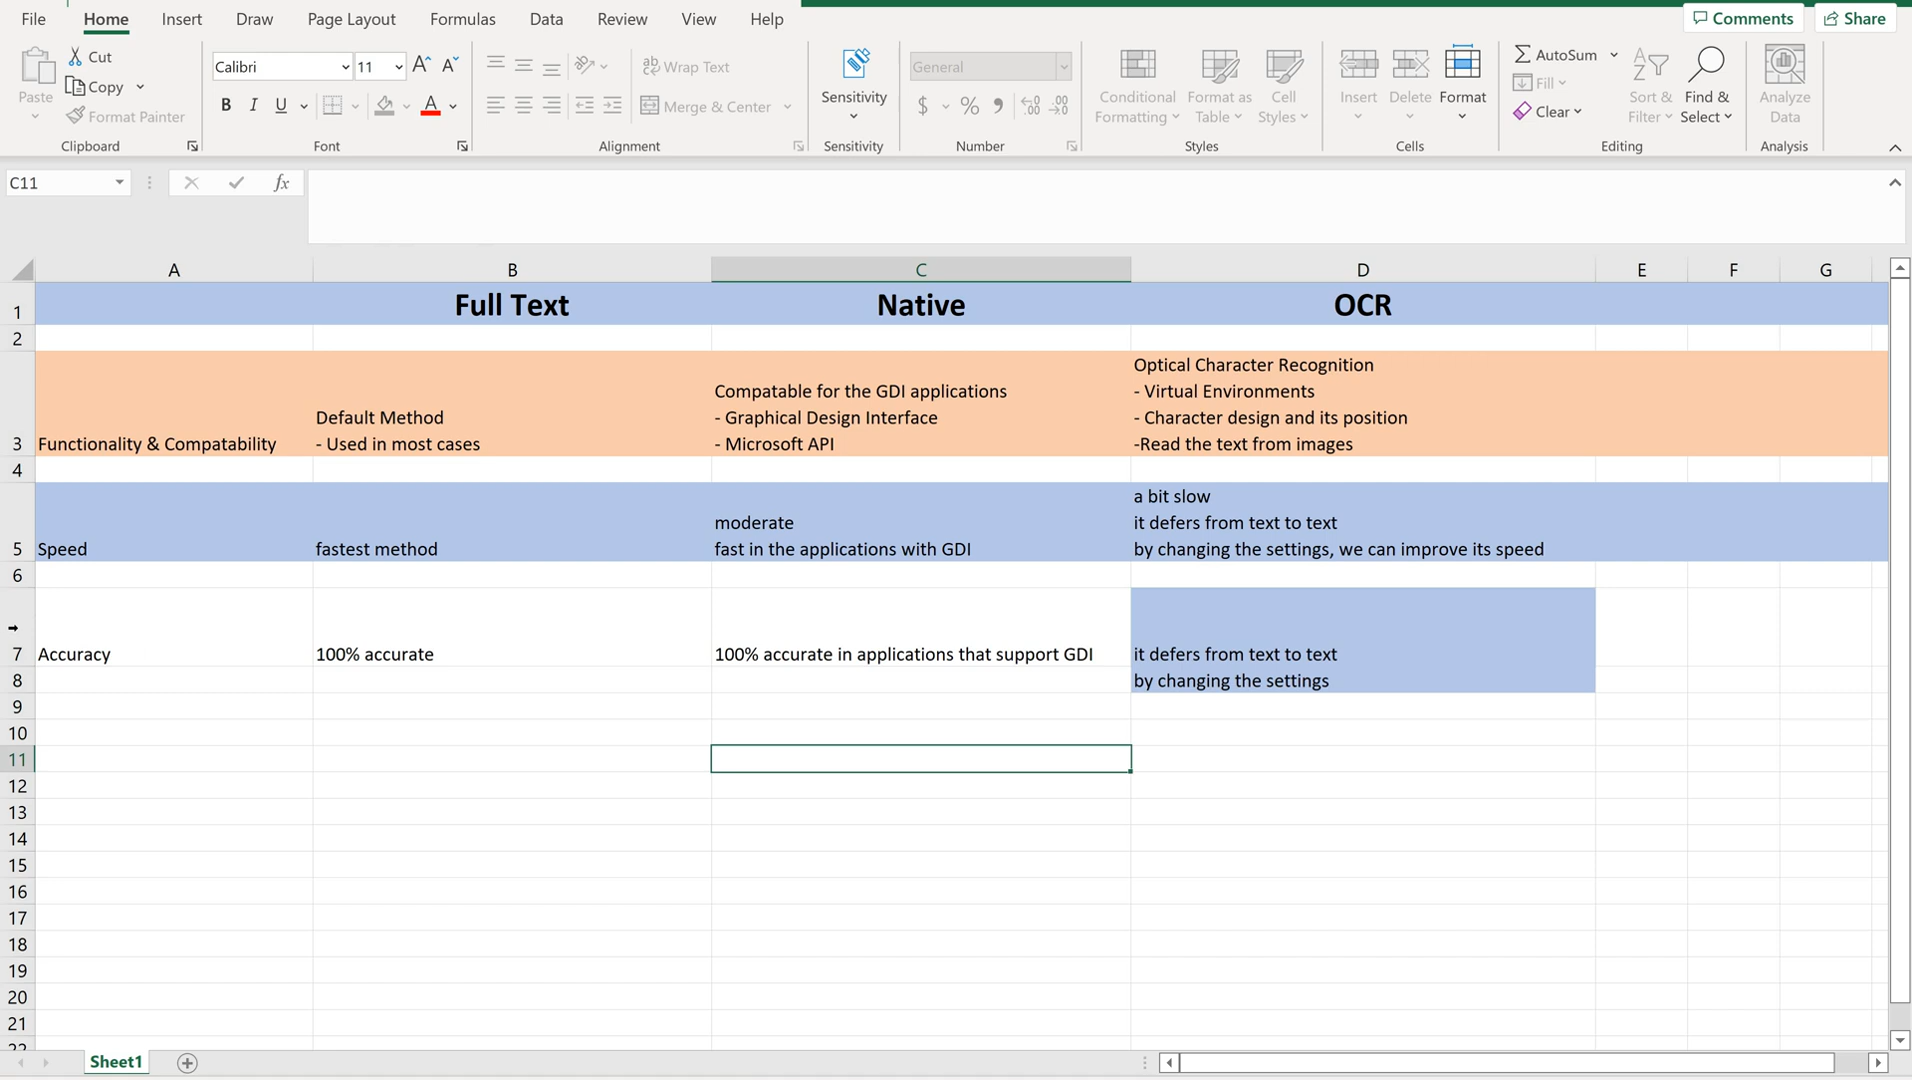 File Home Insert Draw Page Layout Formulas Data Review View Help Comments Share
Cut Calibri 11 A^ A˅ ab Wrap Text General AutoSum
Paste Copy Sensitivity Conditional Formatting Format as Table Cell Styles Insert Delete Format Fill Sort & Filter Find & Select Analyze Data
Format Painter B I U A Merge & Center $ % , Clear
Clipboard Font Alignment Sensitivity Number Styles Cells Editing Analysis
C11 fx
A B C D E F G
1 Full Text Native OCR
2
Optical Character Recognition
Compatable for the GDI applications - Virtual Environments
Default Method - Graphical Design Interface - Character design and its position
3 Functionality & Compatability - Used in most cases - Microsoft API -Read the text from images
4
a bit slow
moderate it defers from text to text
5 Speed fastest method fast in the applications with GDI by changing the settings, we can improve its speed
6
7 Accuracy 100% accurate 100% accurate in applications that support GDI it defers from text to text
8 by changing the settings
9
10
11
12
13
14
15
16
17
18
19
20
21
22
Sheet1